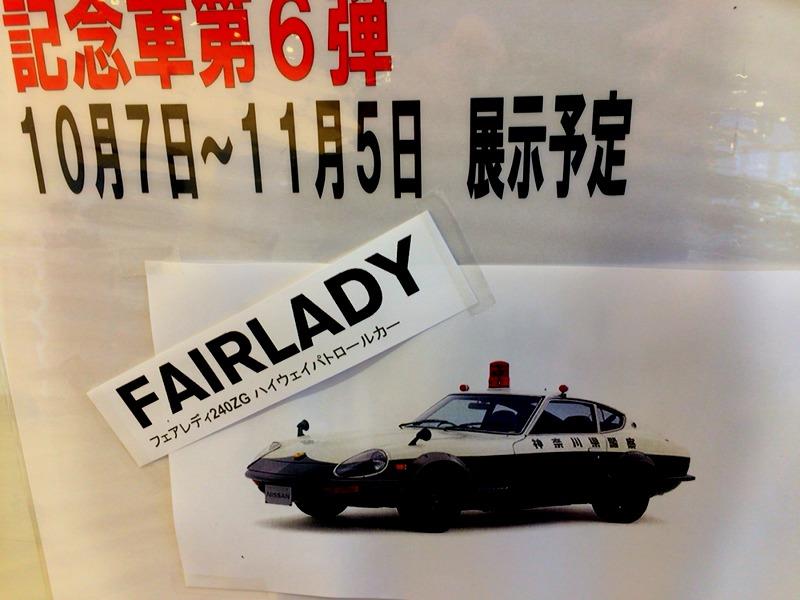 記念車第6弾
10月7日~11月5日 展示予定
FAIRLADY
フェアレディ240ZG ハイウェイパトロールカー
神奈川県警察
NISSAN